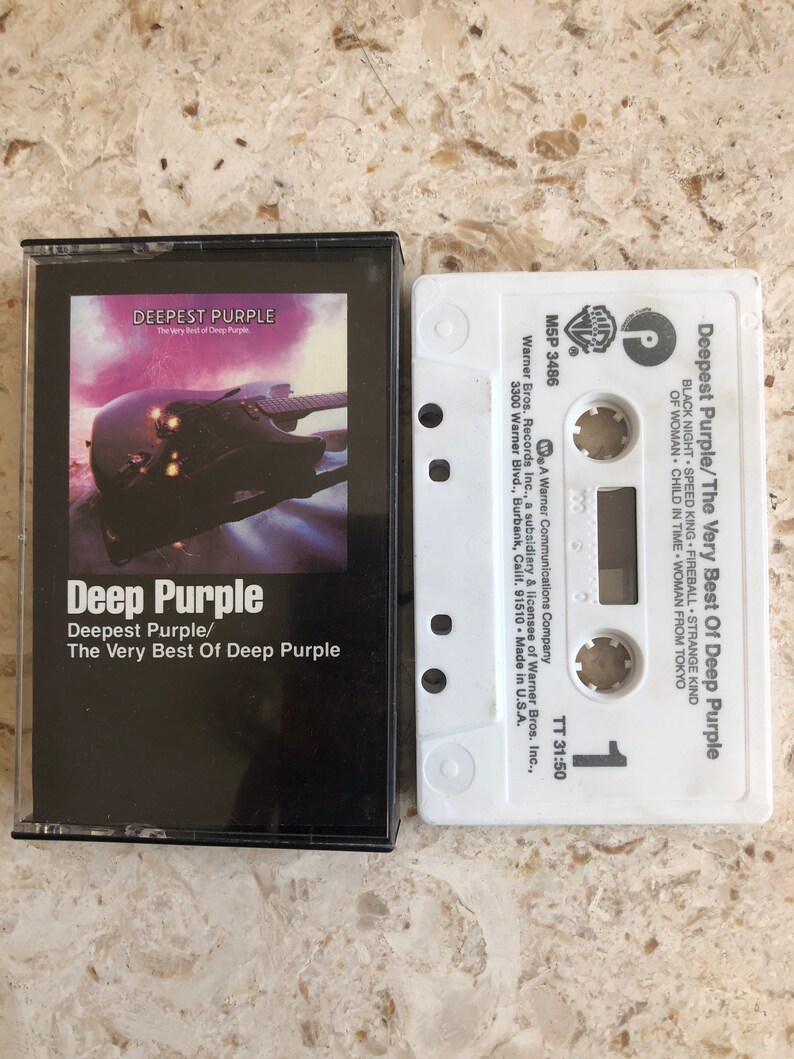 DEEPEST PURPLE
The Very Best of Deep Purple.
Deep Purple
Deepest Purple/
The Very Best Of Deep Purple
Deepest Purple/The Very Best Of Deep Purple
BLACK NIGHT • SPEED KING • FIREBALL • STRANGE KIND
OF WOMAN • CHILD IN TIME • WOMAN FROM TOKYO
P
WB
RECORDS
®
M5P 3486
1
TT 31:50
W® A Warner Communications Company
Warner Bros. Records Inc., a subsidiary & licensee of Warner Bros. Inc.,
3300 Warner Blvd., Burbank, Calif. 91510 • Made in U.S.A.